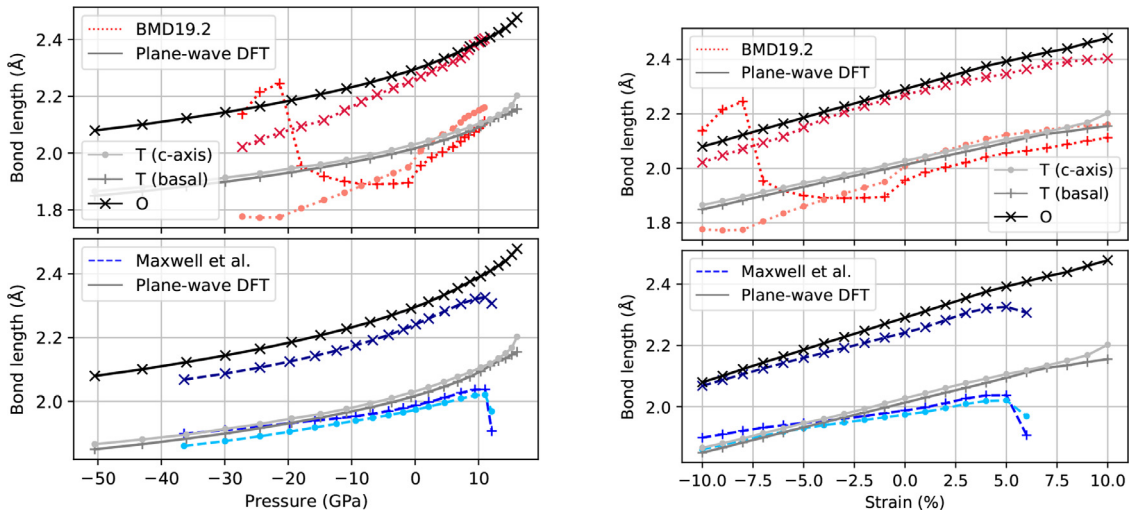 BMD19.2
Plane-wave DFT
T (c-axis)
T (basal)
O
Bond length (Å)
2.4
2.2
2.0
1.8
Maxwell et al.
Plane-wave DFT
Bond length (Å)
2.4
2.2
2.0
−50 −40 −30 −20 −10 0 10
Pressure (GPa)
BMD19.2
Plane-wave DFT
T (c-axis)
T (basal)
O
Bond length (Å)
2.4
2.2
2.0
1.8
Maxwell et al.
Plane-wave DFT
Bond length (Å)
2.4
2.2
2.0
−10.0 −7.5 −5.0 −2.5 0.0 2.5 5.0 7.5 10.0
Strain (%)